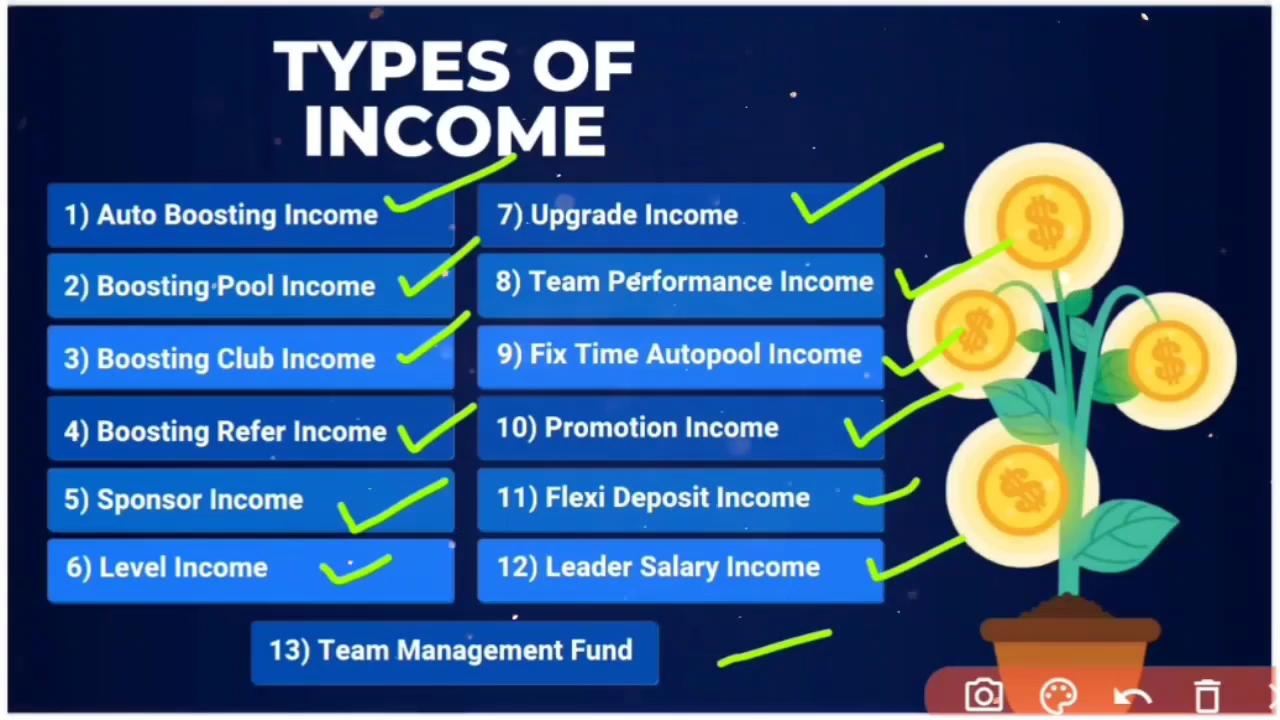 TYPES OF
INCOME
1) Auto Boosting Income
2) Boosting Pool Income
3) Boosting Club Income
4) Boosting Refer Income
5) Sponsor Income
6) Level Income
7) Upgrade Income
8) Team Performance Income
9) Fix Time Autopool Income
10) Promotion Income
11) Flexi Deposit Income
12) Leader Salary Income
13) Team Management Fund